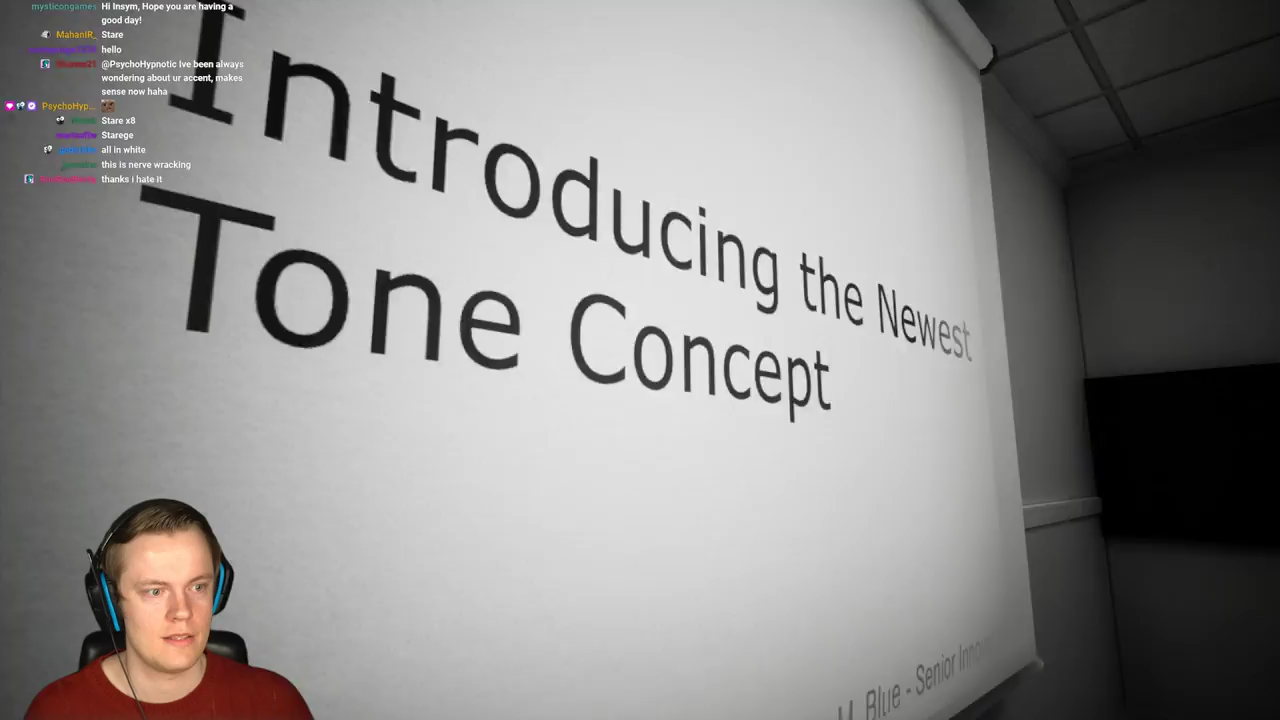 mysticongames Hi Insym, Hope you are having a
good day!
MahaniR_ Stare
hello
@PsychoHypnotic Ive been always
wondering about ur accent, makes
sense now haha
PsychoHyp...
Stare x8
Starege
all in white
this is nerve wracking
thanks i hate it
Introducing the Newest
Tone Concept
Blue - Senior